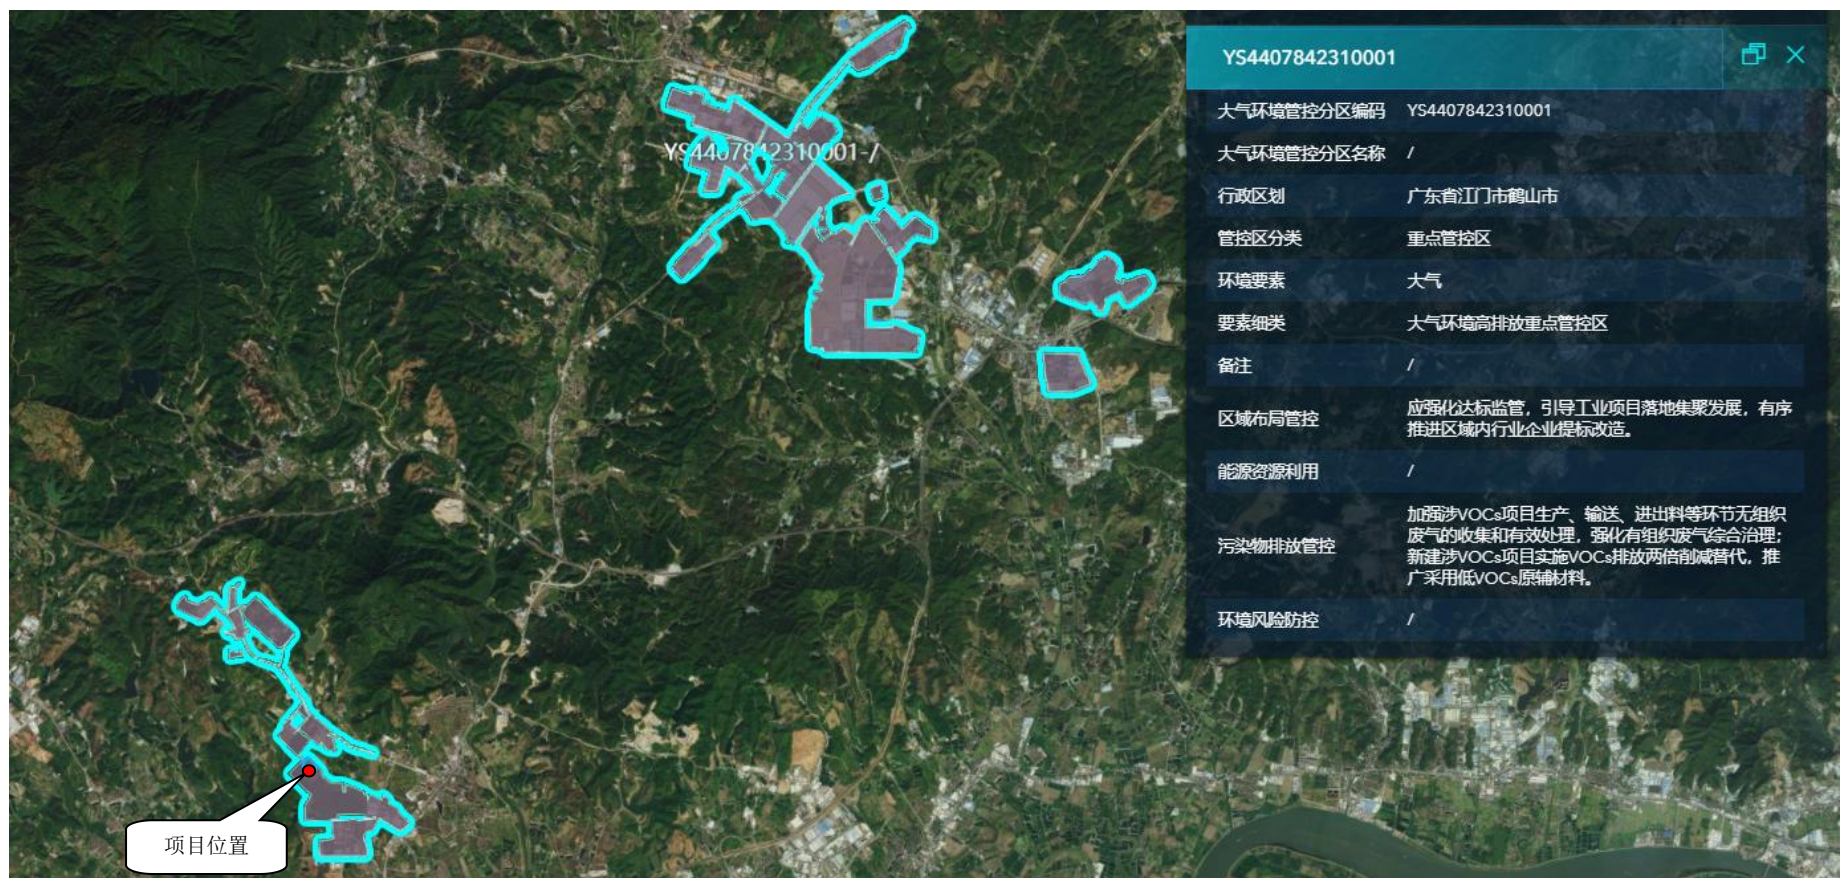 YS4407842310001
大气环境管控分区编码 YS4407842310001
大气环境管控分区名称 /
行政区划 广东省江门市鹤山市
管控区分类 重点管控区
环境要素 大气
要素细类 大气环境高排放重点管控区
备注 /
区域布局管控 应强化达标监管，引导工业项目落地集聚发展，有序
推进区域内行业企业提标改造。
能源资源利用 /
污染物排放管控 加强涉VOCs项目生产、输送、进出料等环节无组织
废气的收集和有效处理，强化有组织废气综合治理；
新建涉VOCs项目实施VOCs排放两倍削减替代，推
广采用低VOCs原辅材料。
环境风险防控 /
YS4407842310001-/
项目位置